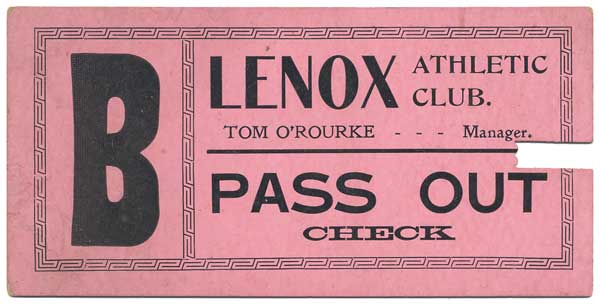 B
LENOX ATHLETIC CLUB.
TOM O'ROURKE - - - Manager.
PASS OUT
CHECK